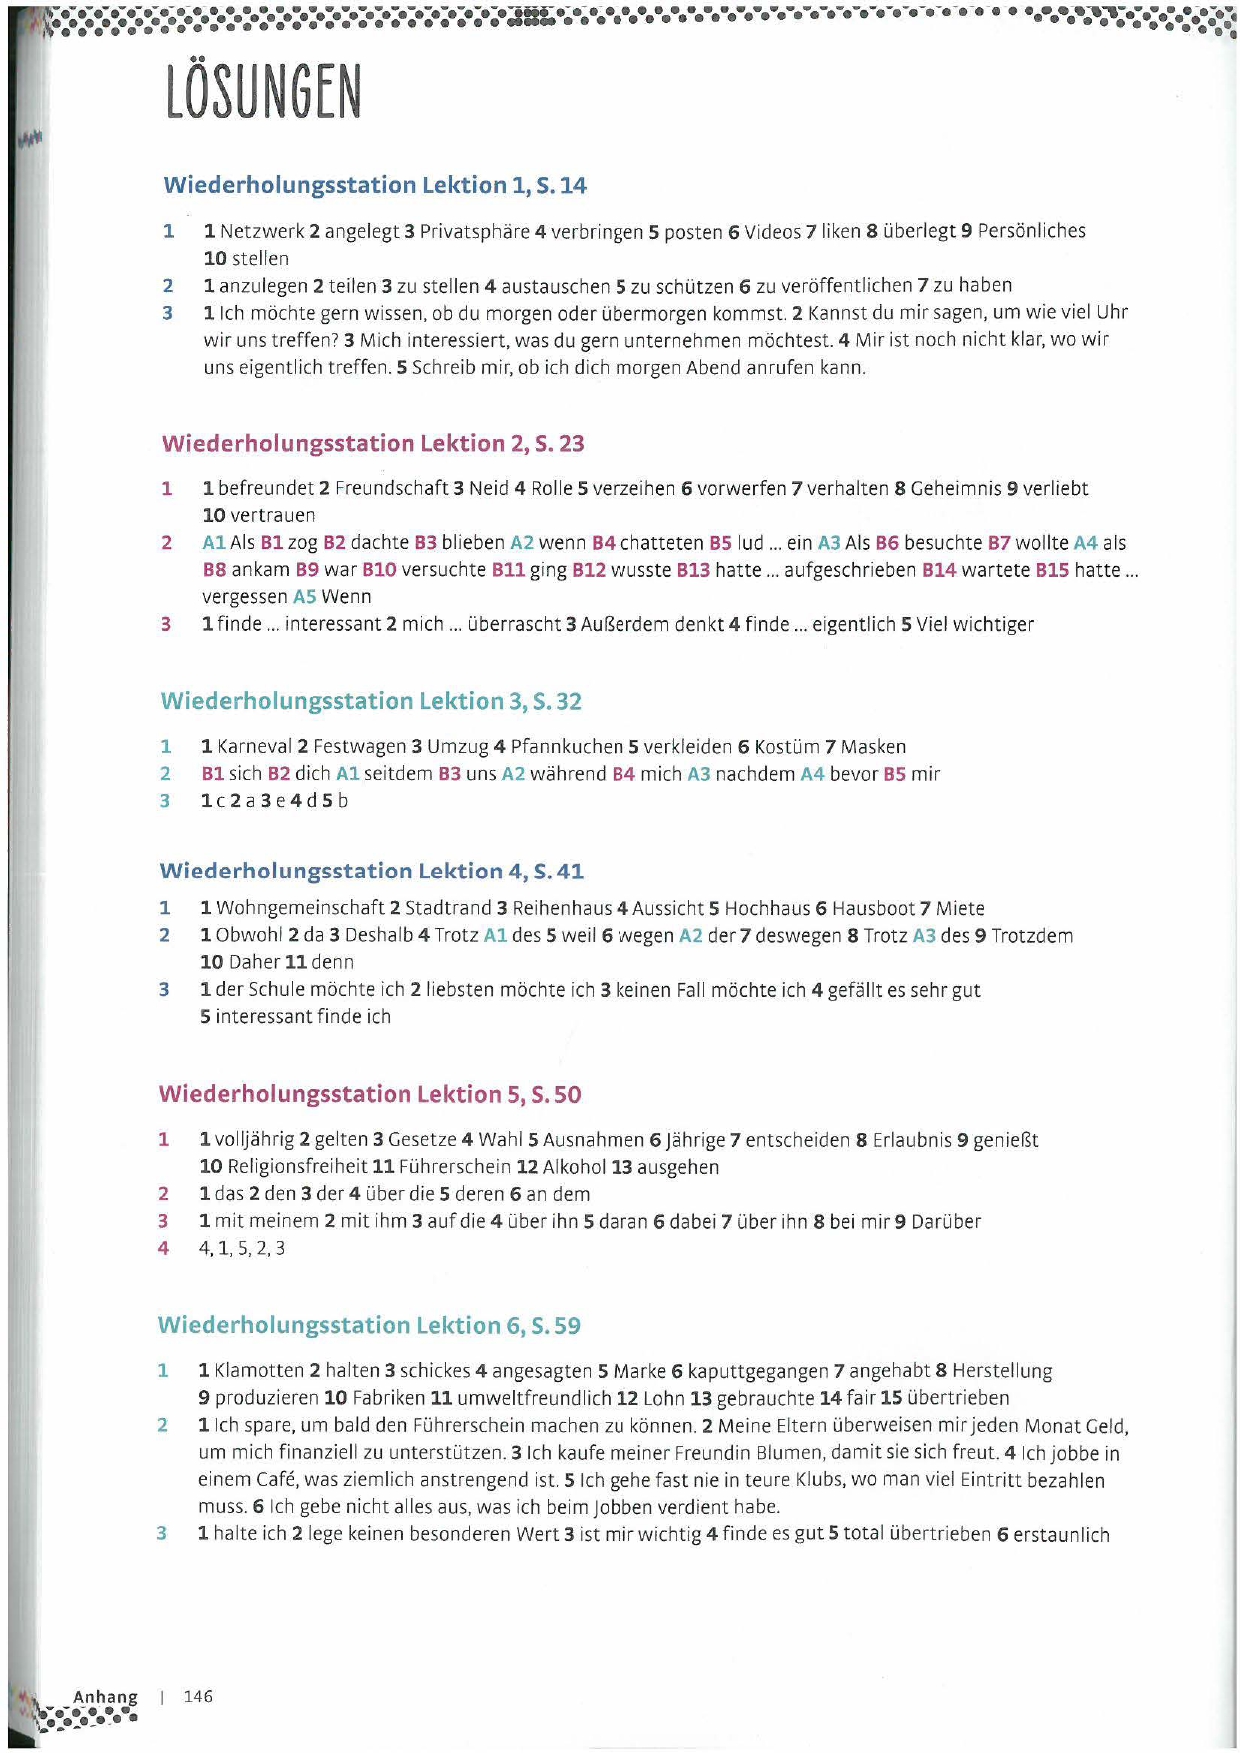 LÖSUNGEN
Wiederholungsstation Lektion 1, S. 14
1 1 Netzwerk 2 angelegt 3 Privatsphäre 4 verbringen 5 posten 6 Videos 7 liken 8 überlegt 9 Persönliches
10 stellen
2 1 anzulegen 2 teilen 3 zu stellen 4 austauschen 5 zu schützen 6 zu veröffentlichen 7 zu haben
3 1 Ich möchte gern wissen, ob du morgen oder übermorgen kommst. 2 Kannst du mir sagen, um wie viel Uhr
wir uns treffen? 3 Mich interessiert, was du gern unternehmen möchtest. 4 Mir ist noch nicht klar, wo wir
uns eigentlich treffen. 5 Schreib mir, ob ich dich morgen Abend anrufen kann.
Wiederholungsstation Lektion 2, S. 23
1 1 befreundet 2 Freundschaft 3 Neid 4 Rolle 5 verzeihen 6 vorwerfen 7 verhalten 8 Geheimnis 9 verliebt
10 vertrauen
2 A1 Als B1 zog B2 dachte B3 blieben A2 wenn B4 chatteten B5 lud ... ein A3 Als B6 besuchte B7 wollte A4 als
B8 ankam B9 war B10 versuchte B11 ging B12 wusste B13 hatte ... aufgeschrieben B14 wartete B15 hatte ...
vergessen A5 Wenn
3 1 finde ... interessant 2 mich ... überrascht 3 Außerdem denkt 4 finde ... eigentlich 5 Viel wichtiger
Wiederholungsstation Lektion 3, S. 32
1 1 Karneval 2 Festwagen 3 Umzug 4 Pfannkuchen 5 verkleiden 6 Kostüm 7 Masken
2 B1 sich B2 dich A1 seitdem B3 uns A2 während B4 mich A3 nachdem A4 bevor B5 mir
3 1 c 2 a 3 e 4 d 5 b
Wiederholungsstation Lektion 4, S. 41
1 1 Wohngemeinschaft 2 Stadtrand 3 Reihenhaus 4 Aussicht 5 Hochhaus 6 Hausboot 7 Miete
2 1 Obwohl 2 da 3 Deshalb 4 Trotz A1 des 5 weil 6 wegen A2 der 7 deswegen 8 Trotz A3 des 9 Trotzdem
10 Daher 11 denn
3 1 der Schule möchte ich 2 liebsten möchte ich 3 keinen Fall möchte ich 4 gefällt es sehr gut
5 interessant finde ich
Wiederholungsstation Lektion 5, S. 50
1 1 volljährig 2 gelten 3 Gesetze 4 Wahl 5 Ausnahmen 6 Jährige 7 entscheiden 8 Erlaubnis 9 genießt
10 Religionsfreiheit 11 Führerschein 12 Alkohol 13 ausgehen
2 1 das 2 den 3 der 4 über die 5 deren 6 an dem
3 1 mit meinem 2 mit ihm 3 auf die 4 über ihn 5 daran 6 dabei 7 über ihn 8 bei mir 9 Darüber
4 4, 1, 5, 2, 3
Wiederholungsstation Lektion 6, S. 59
1 1 Klamotten 2 halten 3 schickes 4 angesagten 5 Marke 6 kaputtgegangen 7 angehabt 8 Herstellung
9 produzieren 10 Fabriken 11 umweltfreundlich 12 Lohn 13 gebrauchte 14 fair 15 übertrieben
2 1 Ich spare, um bald den Führerschein machen zu können. 2 Meine Eltern überweisen mir jeden Monat Geld,
um mich finanziell zu unterstützen. 3 Ich kaufe meiner Freundin Blumen, damit sie sich freut. 4 Ich jobbe in
einem Café, was ziemlich anstrengend ist. 5 Ich gehe fast nie in teure Klubs, wo man viel Eintritt bezahlen
muss. 6 Ich gebe nicht alles aus, was ich beim Jobben verdient habe.
3 1 halte ich 2 lege keinen besonderen Wert 3 ist mir wichtig 4 finde es gut 5 total übertrieben 6 erstaunlich
Anhang | 146